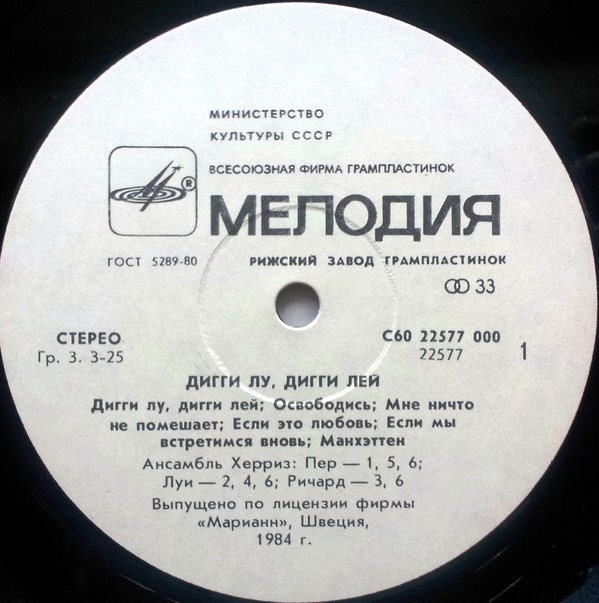 МИНИСТЕРСТВО
КУЛЬТУРЫ СССР
ВСЕСОЮЗНАЯ ФИРМА ГРАМПЛАСТИНОК
®
МЕЛОДИЯ
ГОСТ 5289-80 РИЖСКИЙ ЗАВОД ГРАМПЛАСТИНОК
33
СТЕРЕО С60 22577 000
Гр. 3. 3-25 22577 1
ДИГГИ ЛУ, ДИГГИ ЛЕЙ
Дигги лу, дигги лей; Освободись; Мне ничто
не помешает; Если это любовь; Если мы
встретимся вновь; Манхэттен
Ансамбль Херриз: Пер — 1, 5, 6;
Луи — 2, 4, 6; Ричард — 3, 6
Выпущено по лицензии фирмы
«Марианн», Швеция,
1984 г.